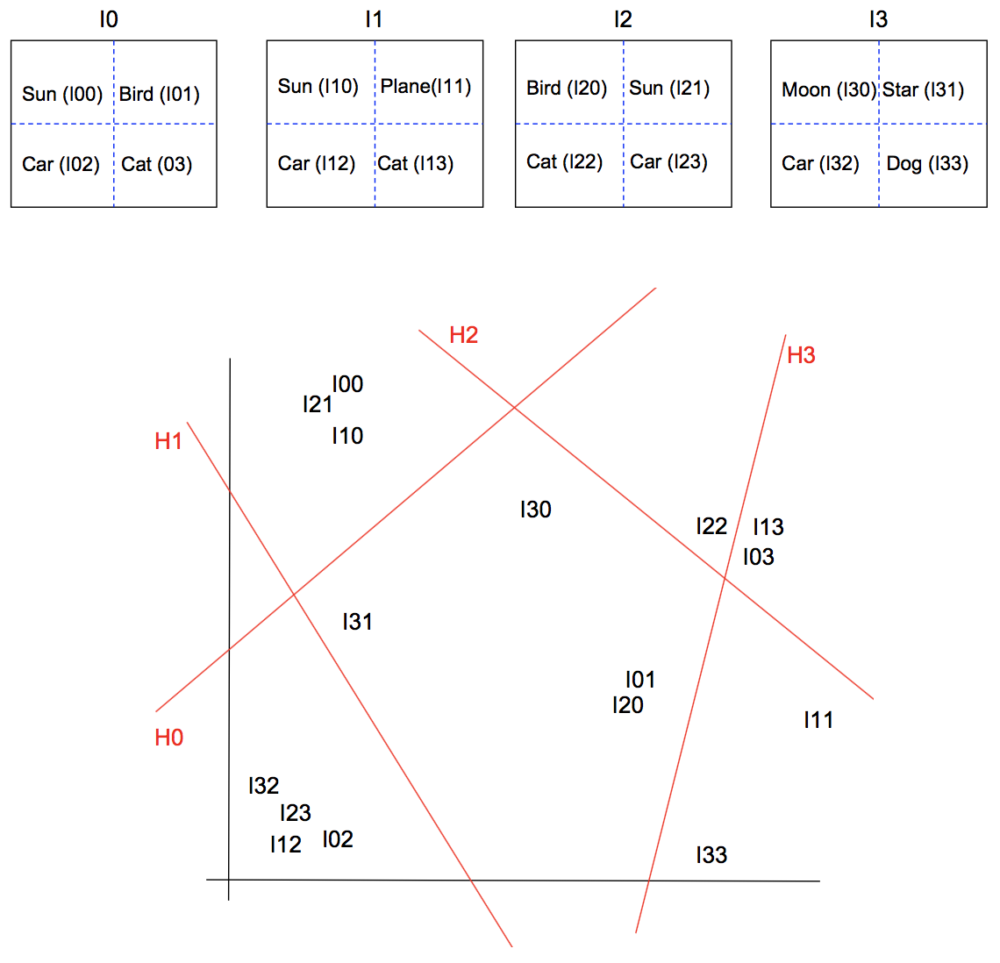 I0 I1 I2 I3
Sun (I00) Bird (I01) Sun (I10) Plane(I11) Bird (I20) Sun (I21) Moon (I30) Star (I31)
Car (I02) Cat (03) Car (I12) Cat (I13) Cat (I22) Car (I23) Car (I32) Dog (I33)
H2
H3
I00
I21
H1 I10
I30
I22 I13
I03
I31
I01
I20
I11
H0
I32
I23
I12 I02
I33